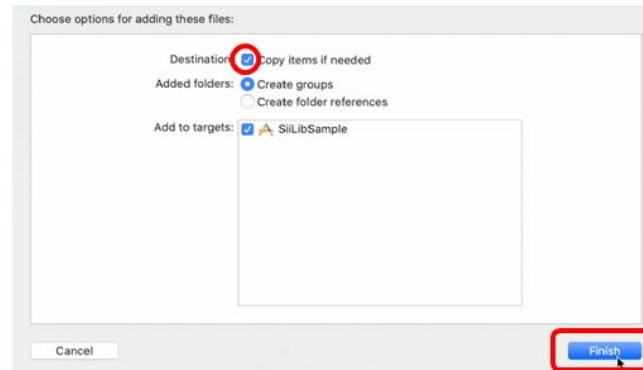 Choose options for adding these files:
Destination: Copy items if needed
Added folders: Create groups
Create folder references
Add to targets: SiiLibSample
Cancel Finish